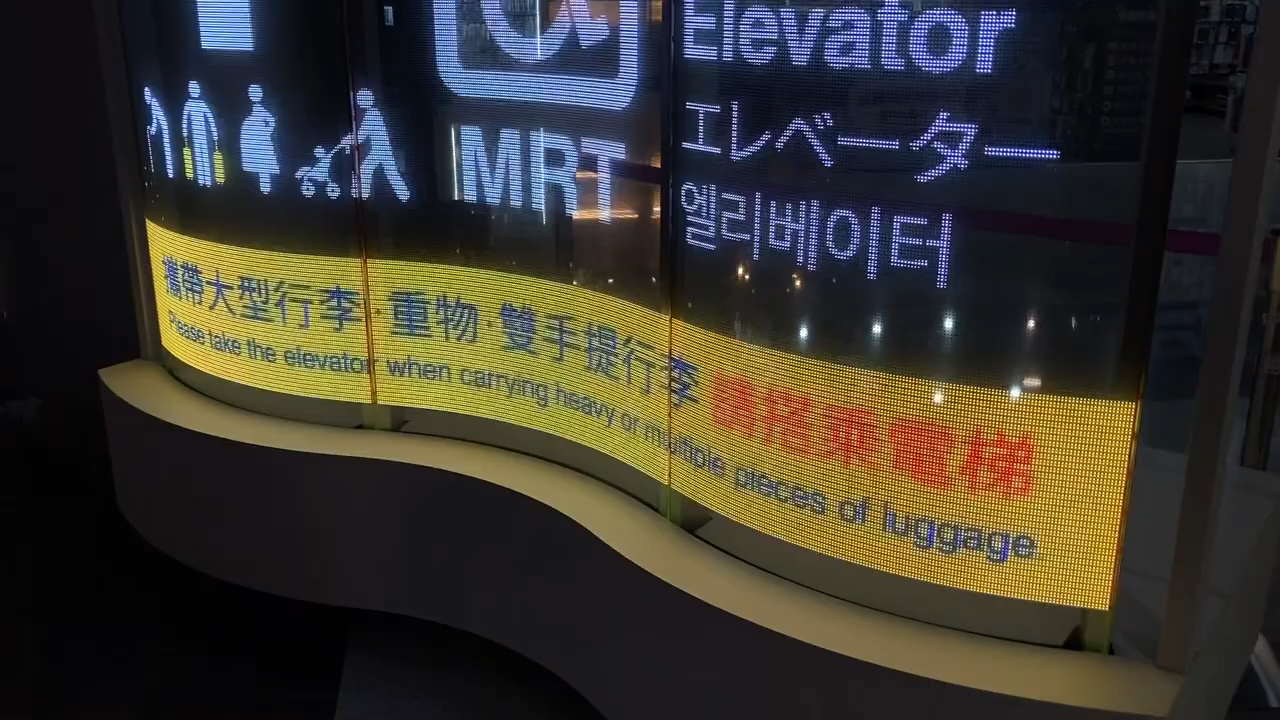 Elevator
エレベーター
MRT
엘리베이터
攜帶大型行李·重物·雙手提行李 請搭乘電梯
Please take the elevator when carrying heavy or multiple pieces of luggage